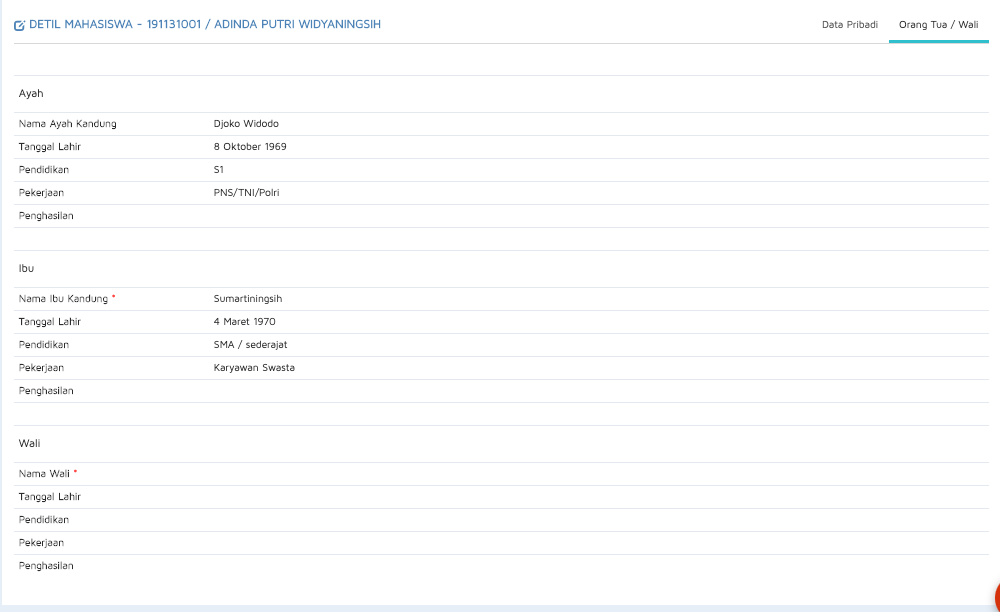 DETIL MAHASISWA - 191131001 / ADINDA PUTRI WIDYANINGSIH
Data Pribadi
Orang Tua / Wali
Ayah
Nama Ayah Kandung Djoko Widodo
Tanggal Lahir 8 Oktober 1969
Pendidikan S1
Pekerjaan PNS/TNI/Polri
Penghasilan
Ibu
Nama Ibu Kandung * Sumartiningsih
Tanggal Lahir 4 Maret 1970
Pendidikan SMA / sederajat
Pekerjaan Karyawan Swasta
Penghasilan
Wali
Nama Wali *
Tanggal Lahir
Pendidikan
Pekerjaan
Penghasilan